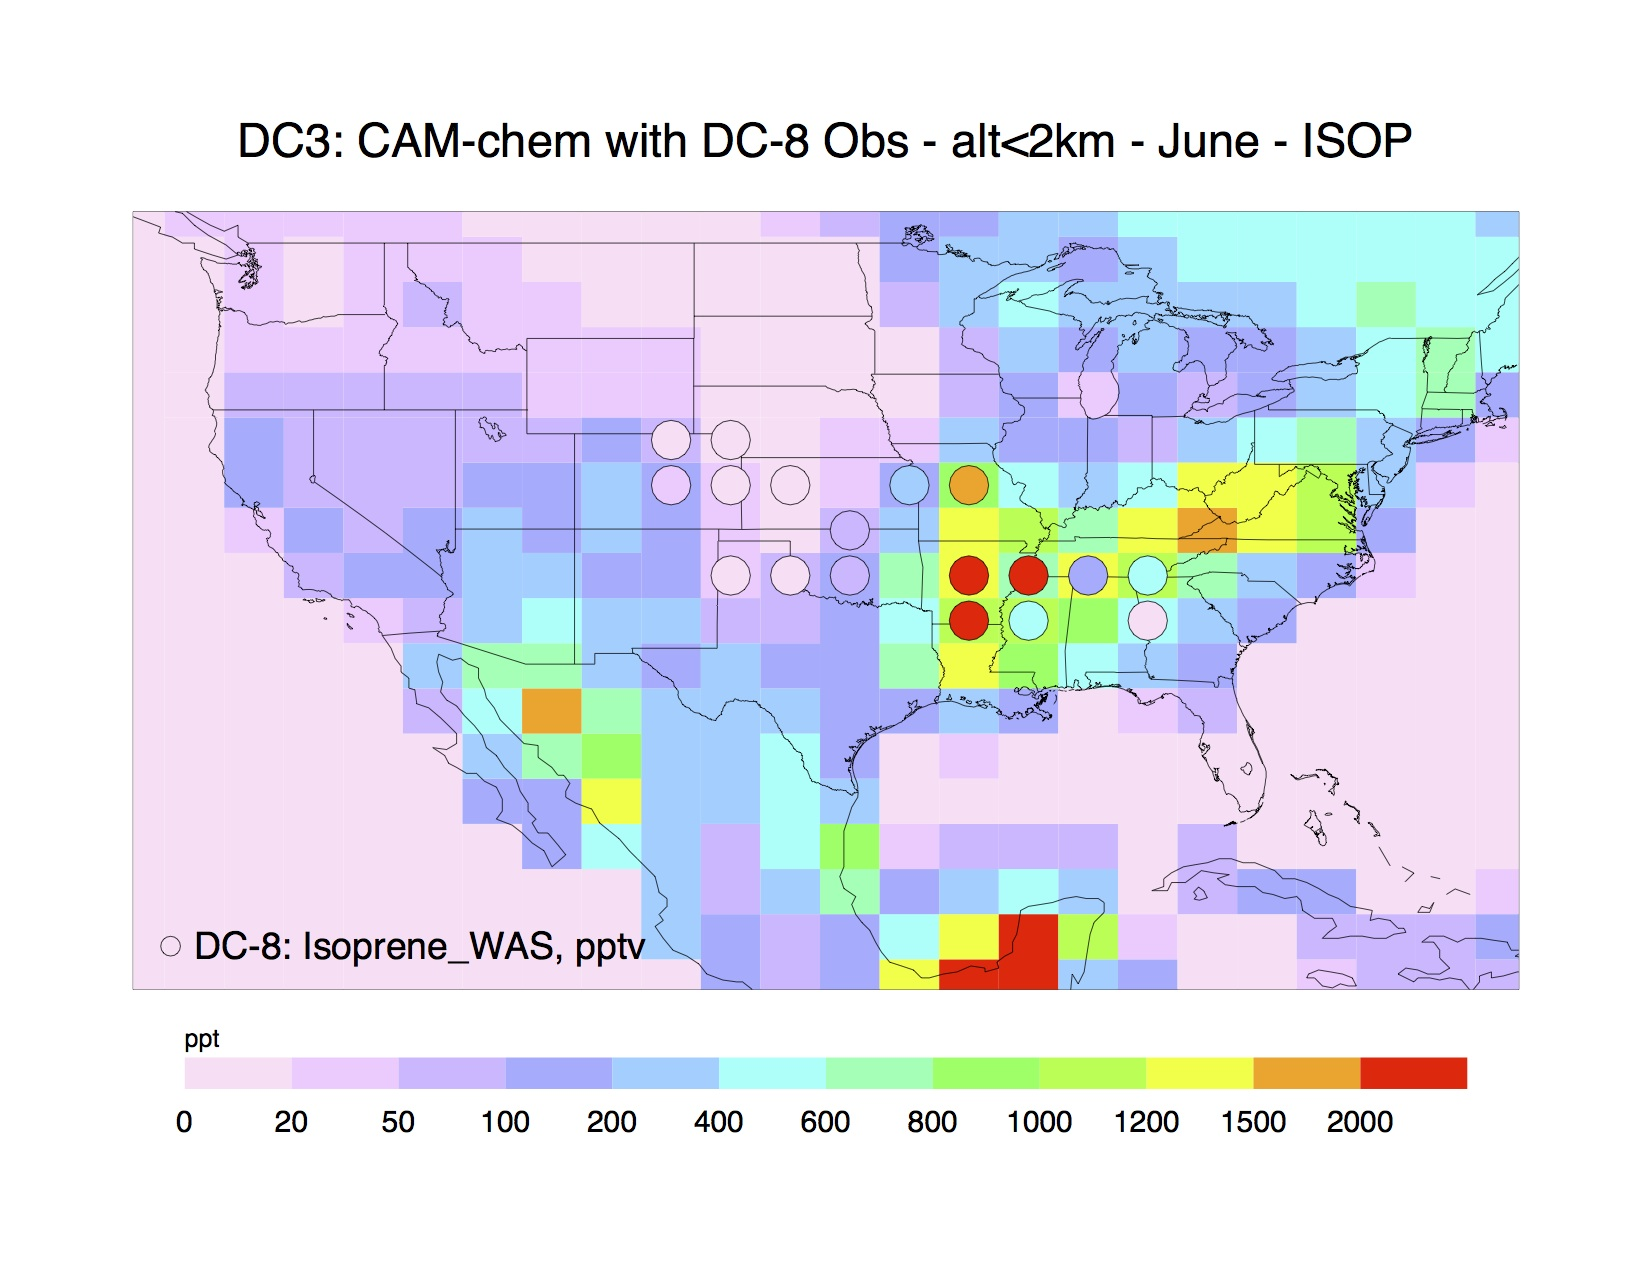 DC3: CAM-chem with DC-8 Obs - alt<2km - June - ISOP
DC-8: Isoprene_WAS, pptv
ppt
0 20 50 100 200 400 600 800 1000 1200 1500 2000